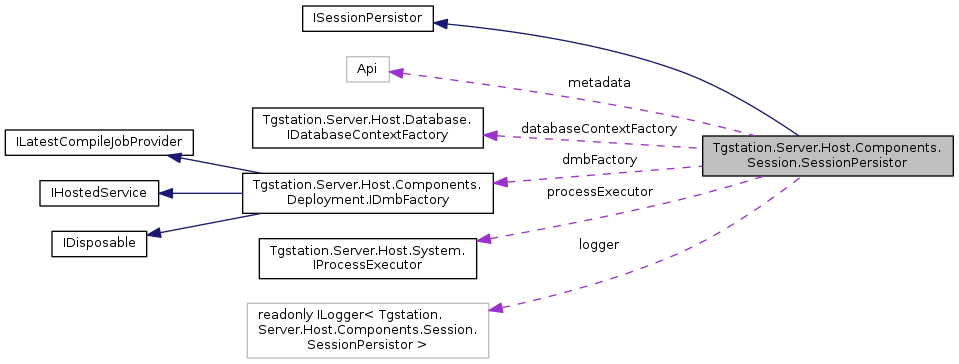 ISessionPersistor
Api
metadata
Tgstation.Server.Host.Database.
IDatabaseContextFactory
databaseContextFactory
ILatestCompileJobProvider
Tgstation.Server.Host.Components.
Session.SessionPersistor
dmbFactory
IHostedService
Tgstation.Server.Host.Components.
Deployment.IDmbFactory
processExecutor
IDisposable
Tgstation.Server.Host.System.
IProcessExecutor
logger
readonly ILogger< Tgstation.
Server.Host.Components.Session.
SessionPersistor >